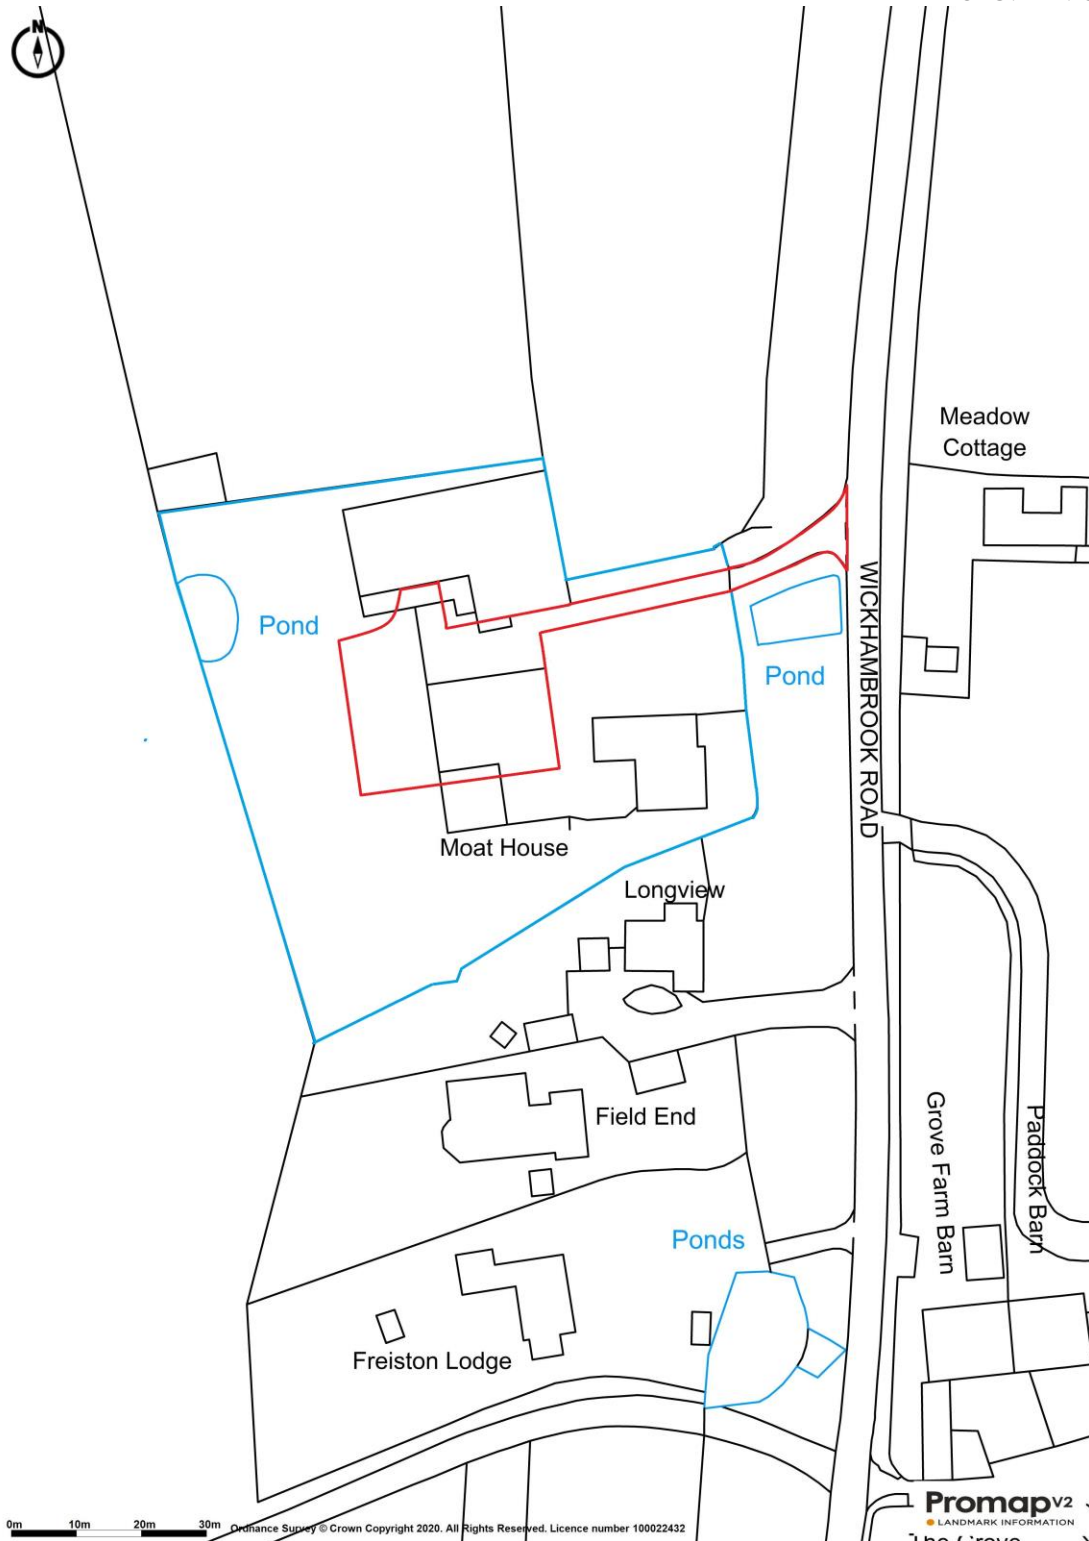 N
Meadow
Cottage
Pond
Pond
WICKHAMBROOK ROAD
Moat House
Longview
Field End
Grove Farm Barn
Paddock Barn
Ponds
Freiston Lodge
0m 10m 20m 30m
Ordnance Survey © Crown Copyright 2020. All Rights Reserved. Licence number 100022432
Promap V2
LANDMARK INFORMATION